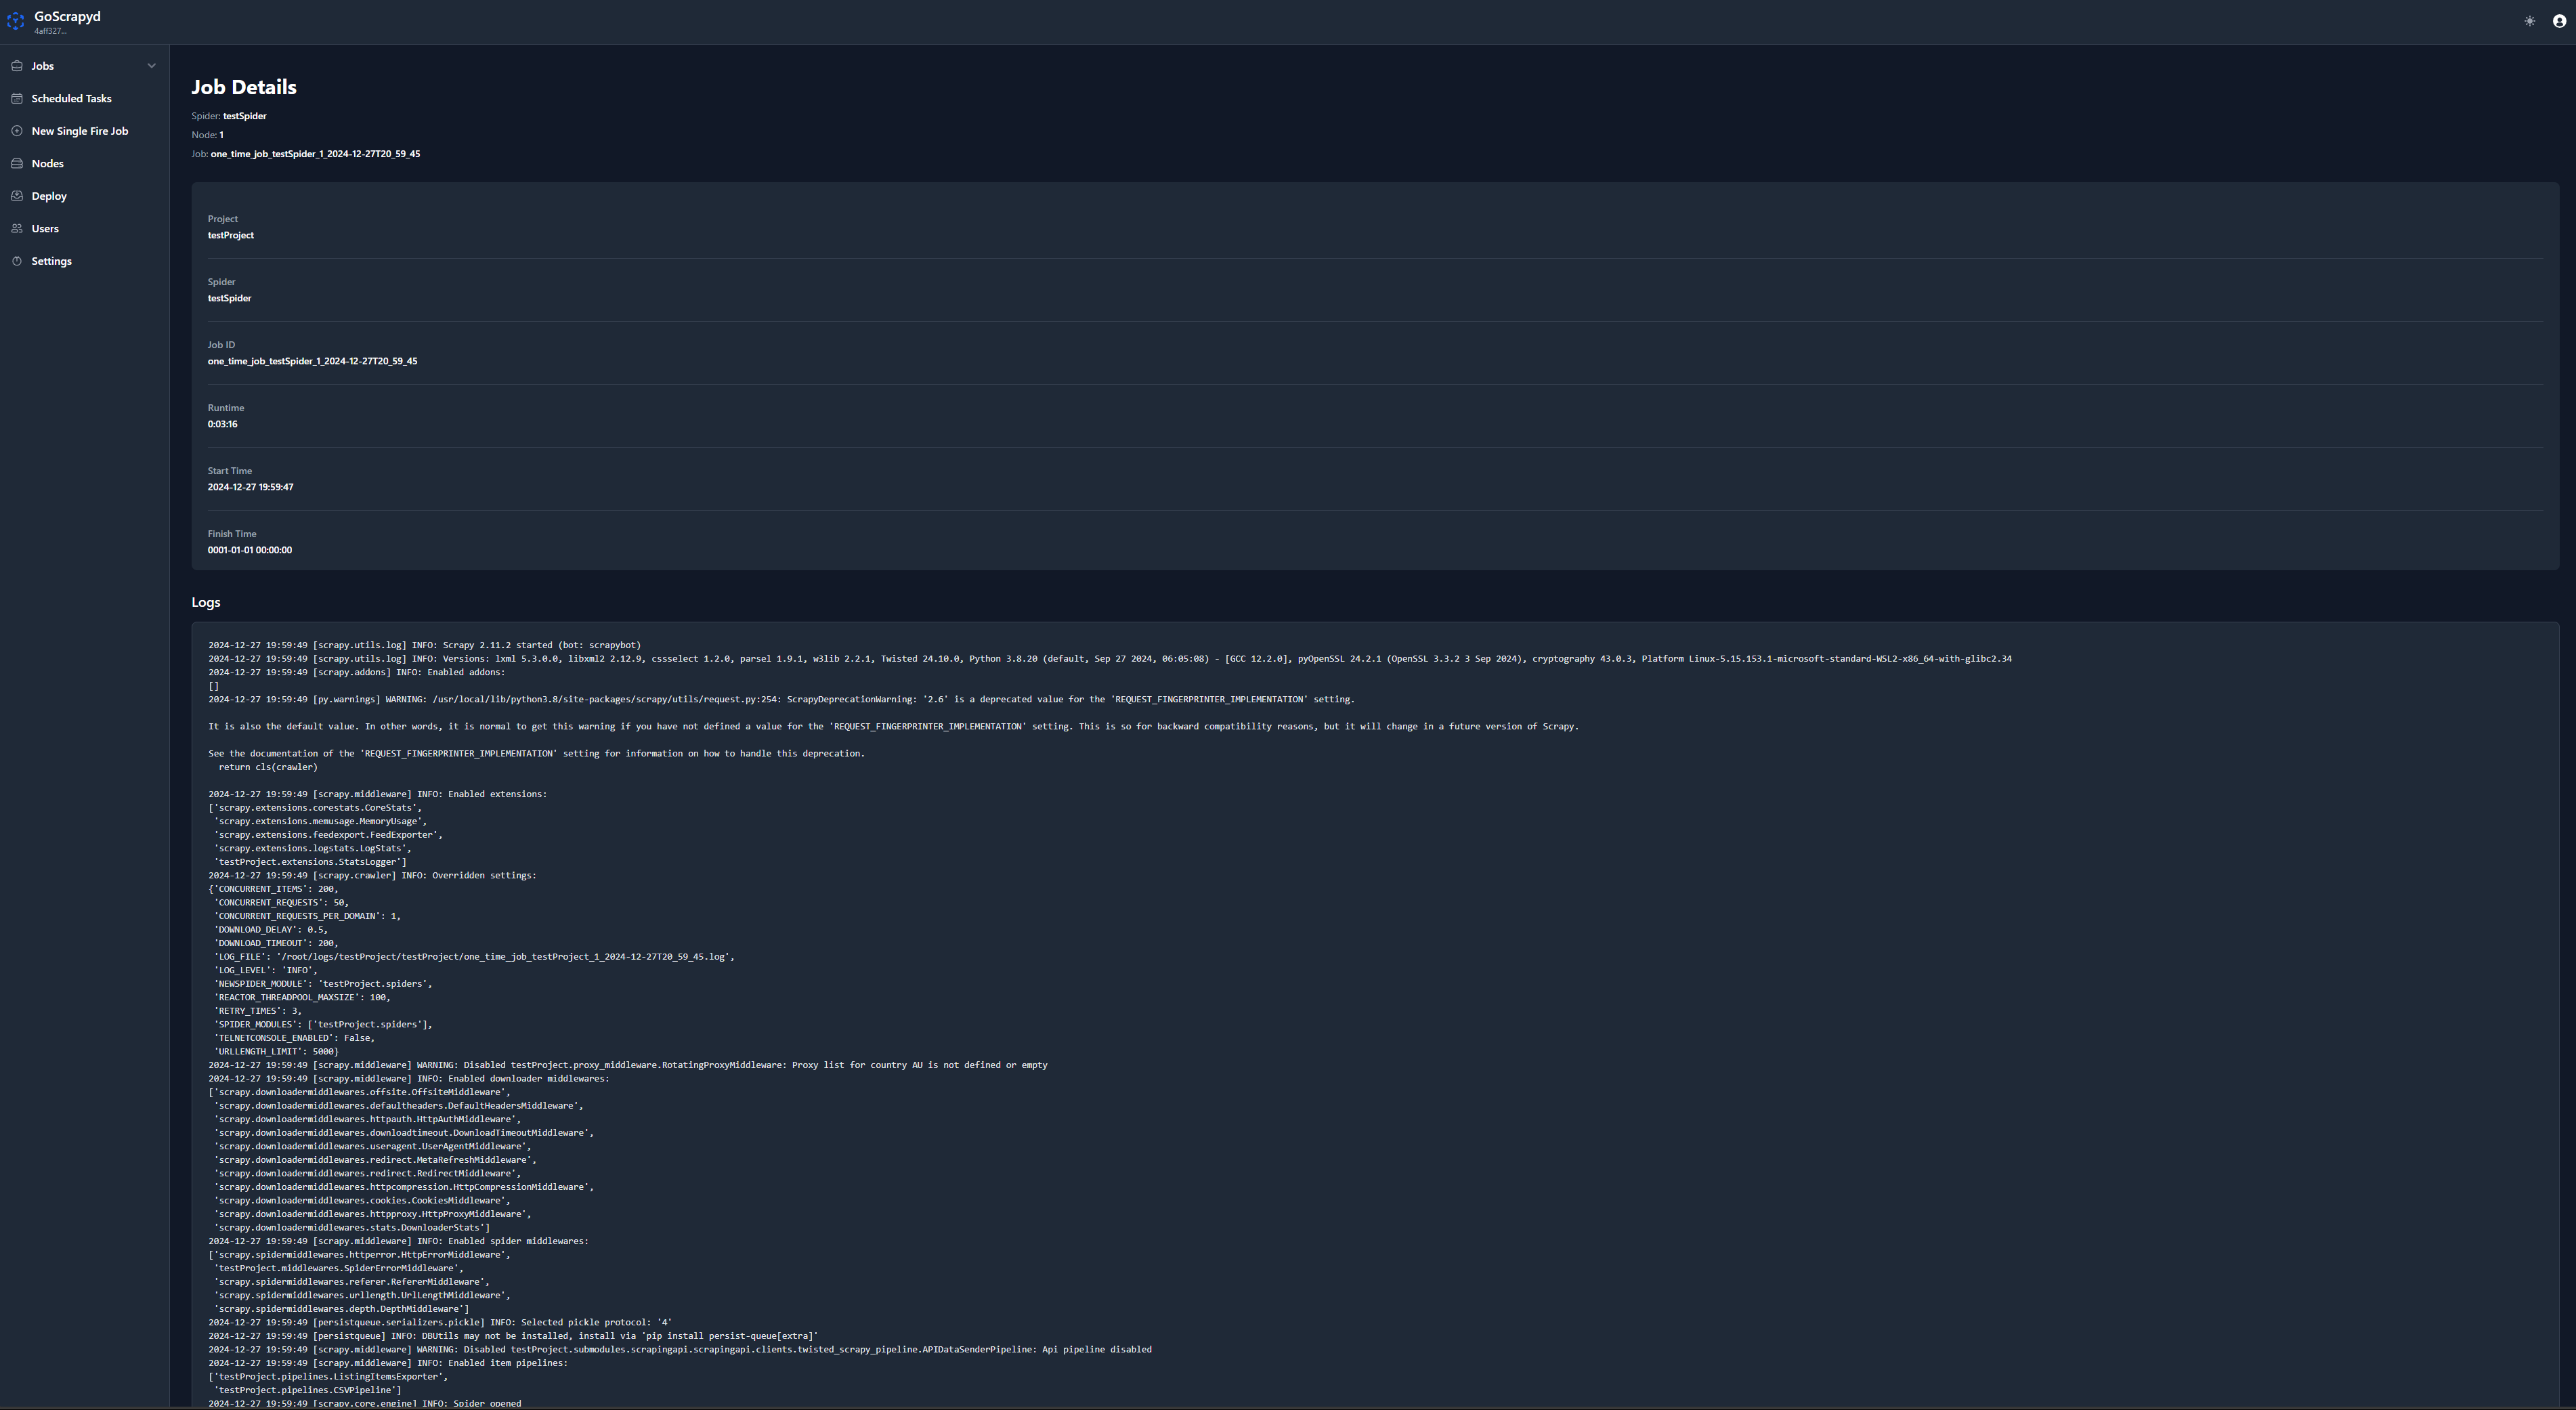 GoScrapyd
4aff327...
Jobs
Scheduled Tasks
New Single Fire Job
Nodes
Deploy
Users
Settings
Job Details
Spider: testSpider
Node: 1
Job: one_time_job_testSpider_1_2024-12-27T20_59_45
Project
testProject
Spider
testSpider
Job ID
one_time_job_testSpider_1_2024-12-27T20_59_45
Runtime
0:03:16
Start Time
2024-12-27 19:59:47
Finish Time
0001-01-01 00:00:00
Logs
2024-12-27 19:59:49 [scrapy.utils.log] INFO: Scrapy 2.11.2 started (bot: scrapybot)
2024-12-27 19:59:49 [scrapy.utils.log] INFO: Versions: lxml 5.3.0.0, libxml2 2.12.9, cssselect 1.2.0, parsel 1.9.1, w3lib 2.2.1, Twisted 24.10.0, Python 3.8.20 (default, Sep 27 2024, 06:05:08) - [GCC 12.2.0], pyOpenSSL 24.2.1 (OpenSSL 3.3.2 3 Sep 2024), cryptography 43.0.3, Platform Linux-5.15.153.1-microsoft-standard-WSL2-x86_64-with-glibc2.34
2024-12-27 19:59:49 [scrapy.addons] INFO: Enabled addons:
[]
2024-12-27 19:59:49 [py.warnings] WARNING: /usr/local/lib/python3.8/site-packages/scrapy/utils/request.py:254: ScrapyDeprecationWarning: '2.6' is a deprecated value for the 'REQUEST_FINGERPRINTER_IMPLEMENTATION' setting.
It is also the default value. In other words, it is normal to get this warning if you have not defined a value for the 'REQUEST_FINGERPRINTER_IMPLEMENTATION' setting. This is so for backward compatibility reasons, but it will change in a future version of Scrapy.
See the documentation of the 'REQUEST_FINGERPRINTER_IMPLEMENTATION' setting for information on how to handle this deprecation.
return cls(crawler)
2024-12-27 19:59:49 [scrapy.middleware] INFO: Enabled extensions:
['scrapy.extensions.corestats.CoreStats',
'scrapy.extensions.memusage.MemoryUsage',
'scrapy.extensions.feedexport.FeedExporter',
'scrapy.extensions.logstats.LogStats',
'testProject.extensions.StatsLogger']
2024-12-27 19:59:49 [scrapy.crawler] INFO: Overridden settings:
{'CONCURRENT_ITEMS': 200,
'CONCURRENT_REQUESTS': 50,
'CONCURRENT_REQUESTS_PER_DOMAIN': 1,
'DOWNLOAD_DELAY': 0.5,
'DOWNLOAD_TIMEOUT': 200,
'LOG_FILE': '/root/logs/testProject/testProject/one_time_job_testProject_1_2024-12-27T20_59_45.log',
'LOG_LEVEL': 'INFO',
'NEWSPIDER_MODULE': 'testProject.spiders',
'REACTOR_THREADPOOL_MAXSIZE': 100,
'RETRY_TIMES': 3,
'SPIDER_MODULES': ['testProject.spiders'],
'TELNETCONSOLE_ENABLED': False,
'URLLENGTH_LIMIT': 5000}
2024-12-27 19:59:49 [scrapy.middleware] WARNING: Disabled testProject.proxy_middleware.RotatingProxyMiddleware: Proxy list for country AU is not defined or empty
2024-12-27 19:59:49 [scrapy.middleware] INFO: Enabled downloader middlewares:
['scrapy.downloadermiddlewares.offsite.OffsiteMiddleware',
'scrapy.downloadermiddlewares.defaultheaders.DefaultHeadersMiddleware',
'scrapy.downloadermiddlewares.httpauth.HttpAuthMiddleware',
'scrapy.downloadermiddlewares.downloadtimeout.DownloadTimeoutMiddleware',
'scrapy.downloadermiddlewares.useragent.UserAgentMiddleware',
'scrapy.downloadermiddlewares.redirect.MetaRefreshMiddleware',
'scrapy.downloadermiddlewares.redirect.RedirectMiddleware',
'scrapy.downloadermiddlewares.httpcompression.HttpCompressionMiddleware',
'scrapy.downloadermiddlewares.cookies.CookiesMiddleware',
'scrapy.downloadermiddlewares.httpproxy.HttpProxyMiddleware',
'scrapy.downloadermiddlewares.stats.DownloaderStats']
2024-12-27 19:59:49 [scrapy.middleware] INFO: Enabled spider middlewares:
['scrapy.spidermiddlewares.httperror.HttpErrorMiddleware',
'testProject.middlewares.SpiderErrorMiddleware',
'scrapy.spidermiddlewares.referer.RefererMiddleware',
'scrapy.spidermiddlewares.urllength.UrlLengthMiddleware',
'scrapy.spidermiddlewares.depth.DepthMiddleware']
2024-12-27 19:59:49 [persistqueue.serializers.pickle] INFO: Selected pickle protocol: '4'
2024-12-27 19:59:49 [persistqueue] INFO: DBUtils may not be installed, install via 'pip install persist-queue[extra]'
2024-12-27 19:59:49 [scrapy.middleware] WARNING: Disabled testProject.submodules.scrapingapi.scrapingapi.clients.twisted_scrapy_pipeline.APIDataSenderPipeline: Api pipeline disabled
2024-12-27 19:59:49 [scrapy.middleware] INFO: Enabled item pipelines:
['testProject.pipelines.ListingItemsExporter',
'testProject.pipelines.CSVPipeline']
2024-12-27 19:59:49 [scrapy.core.engine] INFO: Spider opened